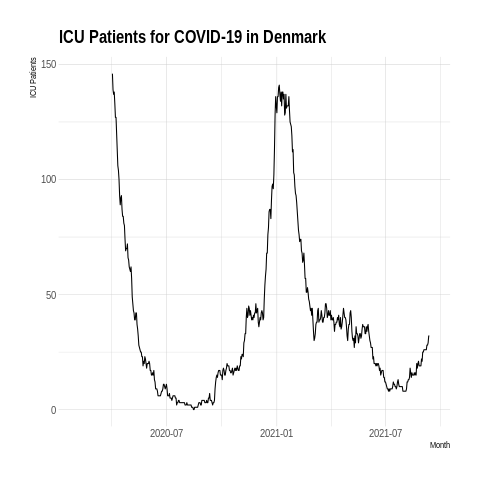 ICU Patients for COVID-19 in Denmark
ICU Patients
150
100
50
0
2020-07
2021-01
2021-07
Month